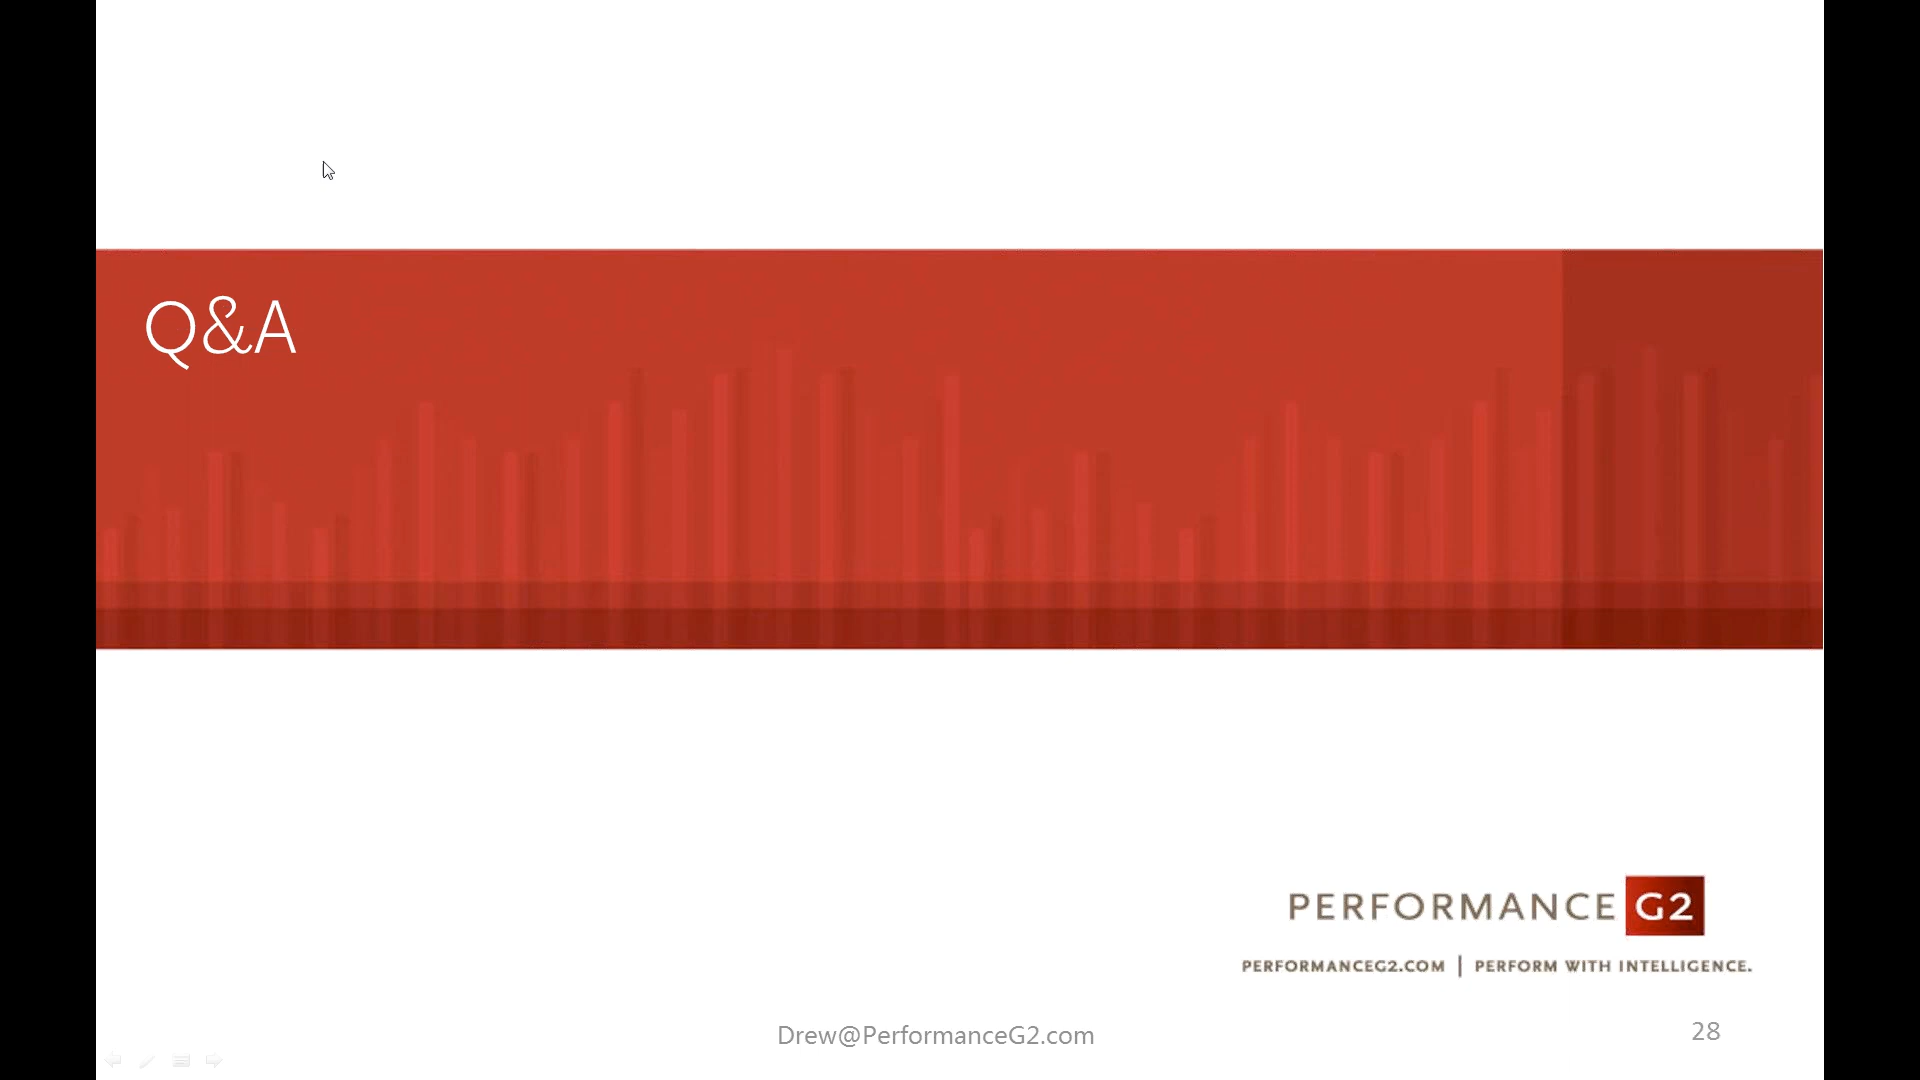 Q&A
PERFORMANCE G2
PERFORMANCEG2.COM | PERFORM WITH INTELLIGENCE.
Drew@PerformanceG2.com
28